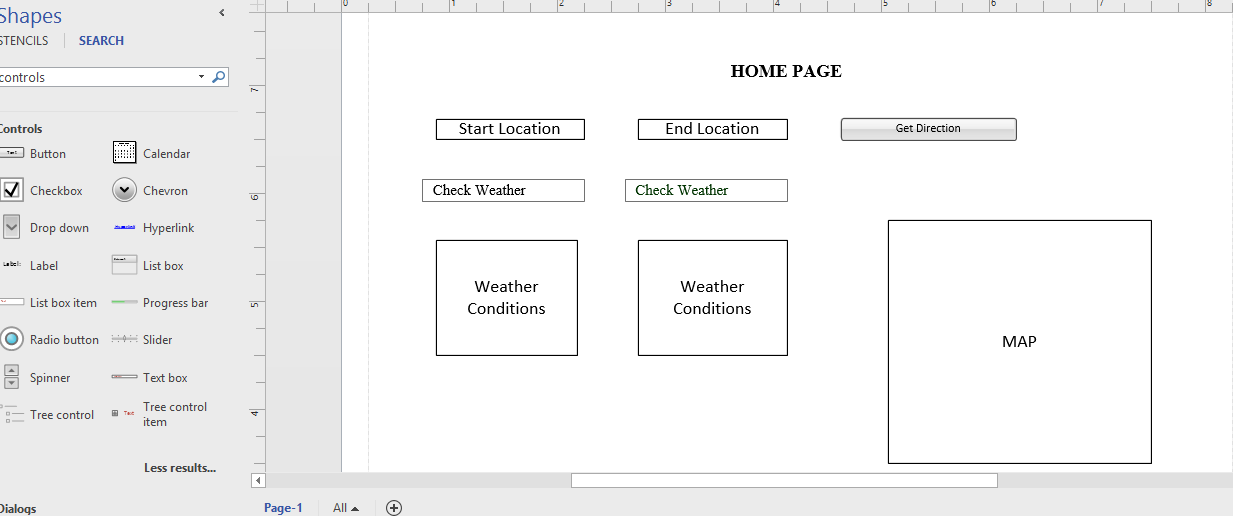 Shapes
STENCILS SEARCH
controls
Controls
Button Calendar
Checkbox Chevron
Drop down Hyperlink
Label List box
List box item Progress bar
Radio button Slider
Spinner Text box
Tree control Tree control
item
Less results...
Dialogs
0 1 2 3 4 5 6 7 8
7
6
5
4
HOME PAGE
Start Location End Location Get Direction
Check Weather Check Weather
Weather
Conditions
Weather
Conditions
MAP
Page-1 All